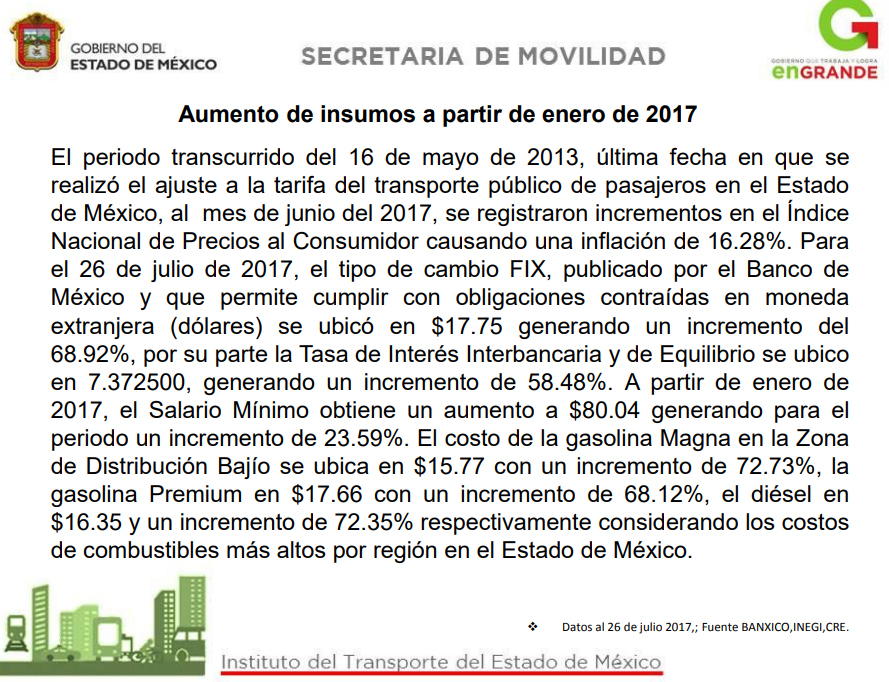 GOBIERNO DEL
ESTADO DE MÉXICO
SECRETARIA DE MOVILIDAD
GOBIERNO QUE TRABAJA Y LOGRA
enGRANDE
Aumento de insumos a partir de enero de 2017
El periodo transcurrido del 16 de mayo de 2013, última fecha en que se
realizó el ajuste a la tarifa del transporte público de pasajeros en el Estado
de México, al mes de junio del 2017, se registraron incrementos en el Índice
Nacional de Precios al Consumidor causando una inflación de 16.28%. Para
el 26 de julio de 2017, el tipo de cambio FIX, publicado por el Banco de
México y que permite cumplir con obligaciones contraídas en moneda
extranjera (dólares) se ubicó en $17.75 generando un incremento del
68.92%, por su parte la Tasa de Interés Interbancaria y de Equilibrio se ubico
en 7.372500, generando un incremento de 58.48%. A partir de enero de
2017, el Salario Mínimo obtiene un aumento a $80.04 generando para el
periodo un incremento de 23.59%. El costo de la gasolina Magna en la Zona
de Distribución Bajío se ubica en $15.77 con un incremento de 72.73%, la
gasolina Premium en $17.66 con un incremento de 68.12%, el diésel en
$16.35 y un incremento de 72.35% respectivamente considerando los costos
de combustibles más altos por región en el Estado de México.
❖ Datos al 26 de julio 2017,; Fuente BANXICO,INEGI,CRE.
Instituto del Transporte del Estado de México